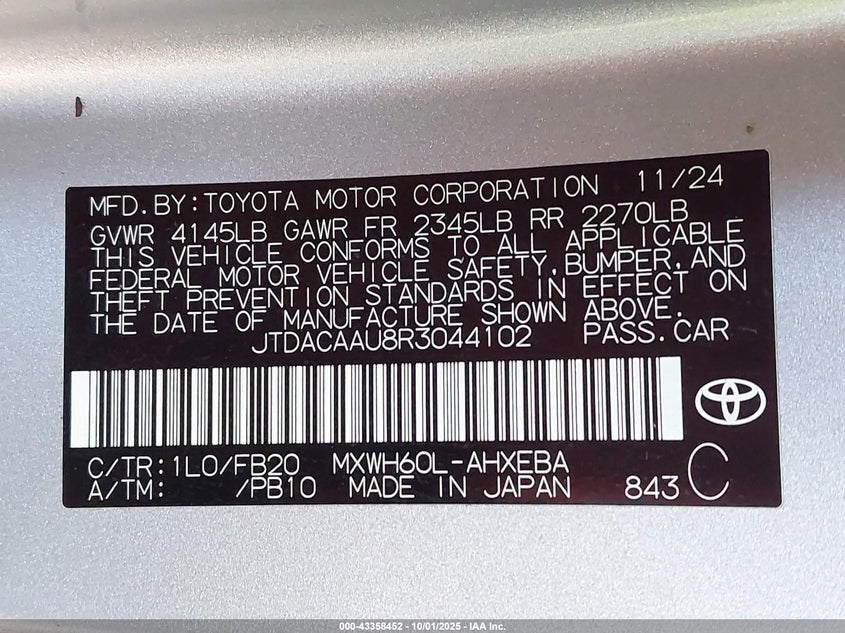 MFD.BY:TOYOTA MOTOR CORPORATION 11/24
GVWR 4145LB GAWR FR 2345LB RR 2270LB
THIS VEHICLE CONFORMS TO ALL APPLICABLE
FEDERAL MOTOR VEHICLE SAFETY,BUMPER,AND
THEFT PREVENTION STANDARDS IN EFFECT ON
THE DATE OF MANUFACTURE SHOWN ABOVE.
JTDACAAU8R3044102 PASS.CAR
C/TR:1L0/FB20 MXWH60L-AHXEBA
A/TM: /PB10 MADE IN JAPAN 843 C
000-43358452 - 10/01/2025 - IAA Inc.